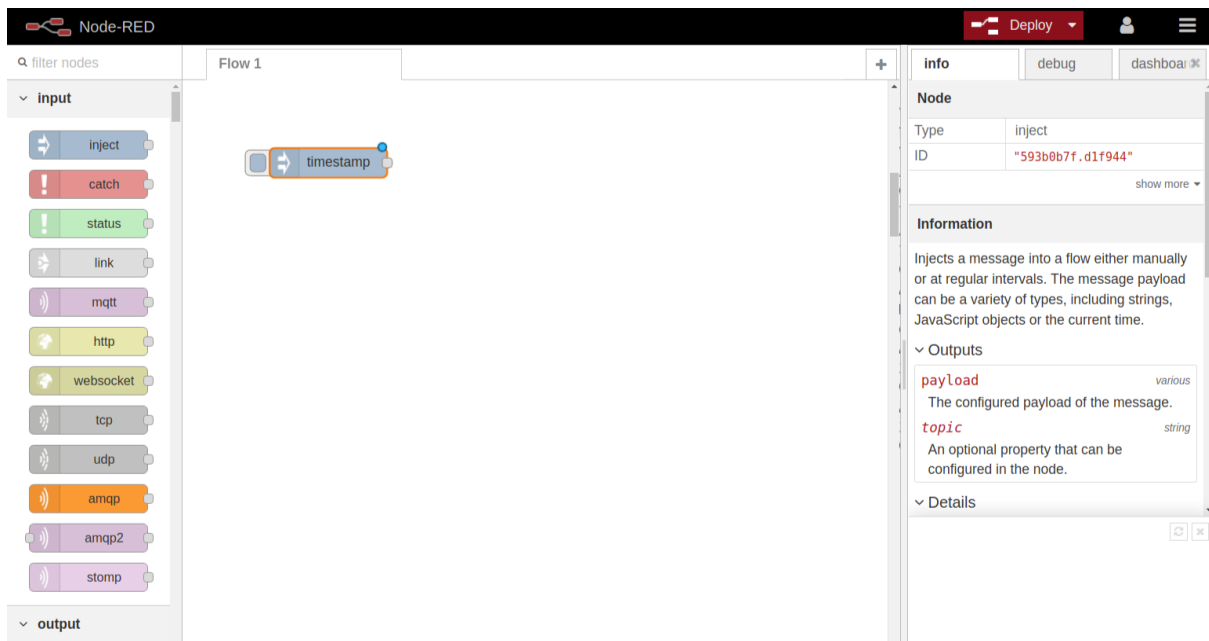 Node-RED
Deploy
filter nodes
Flow 1
info
debug
dashboar
input
inject
catch
status
link
mqtt
http
websocket
tcp
udp
amqp
amqp2
stomp
output
timestamp
Node
Type inject
ID "593b0b7f.d1f944"
show more
Information
Injects a message into a flow either manually
or at regular intervals. The message payload
can be a variety of types, including strings,
JavaScript objects or the current time.
Outputs
payload various
The configured payload of the message.
topic string
An optional property that can be
configured in the node.
Details